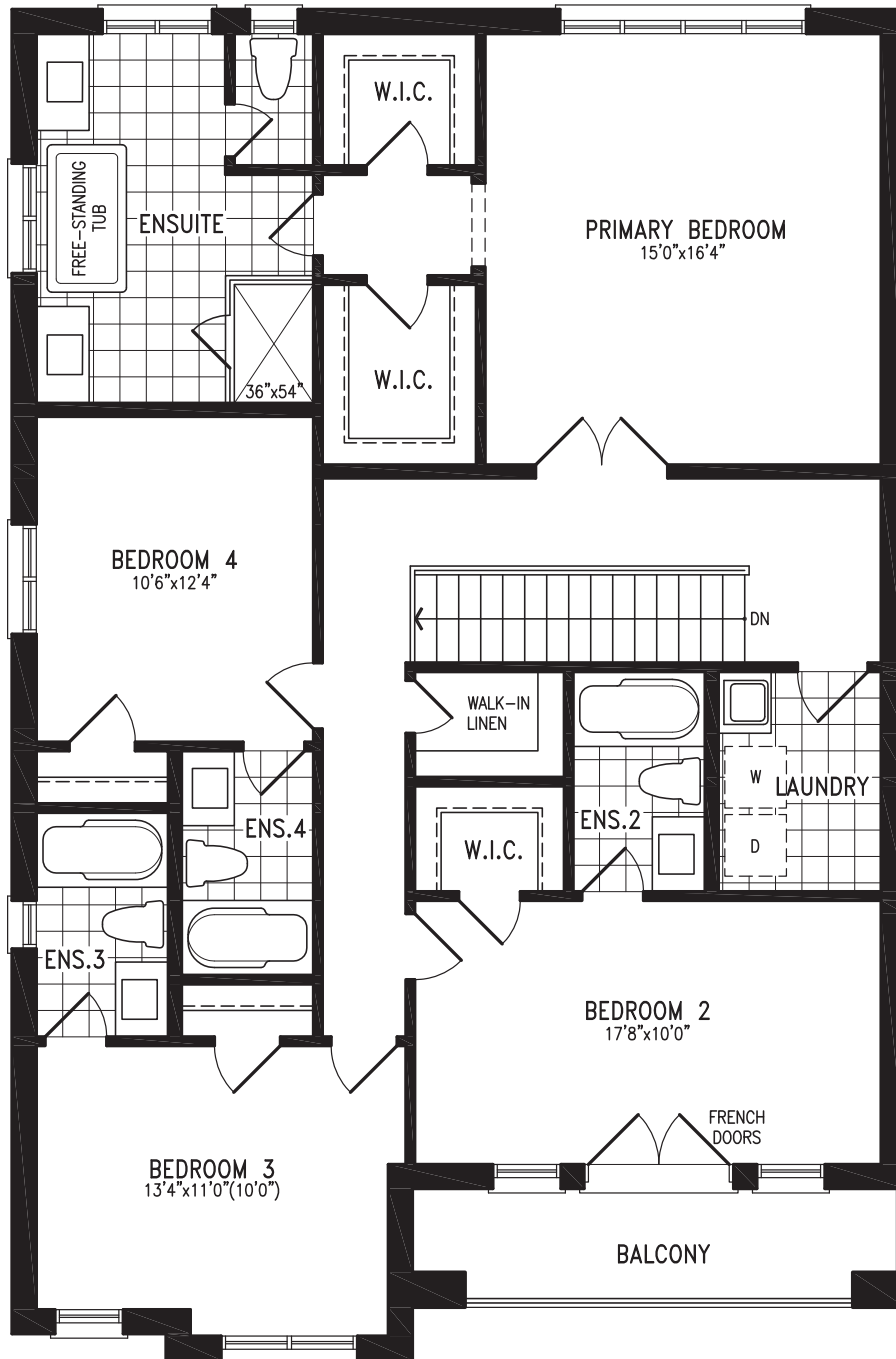 W.I.C.
FREE-STANDING
TUB
ENSUITE
PRIMARY BEDROOM
15'0"x16'4"
W.I.C.
36"x54"
BEDROOM 4
10'6"x12'4"
DN
WALK-IN
LINEN
W
LAUNDRY
ENS.2
ENS.4
W.I.C.
D
ENS.3
BEDROOM 2
17'8"x10'0"
FRENCH
DOORS
BEDROOM 3
13'4"x11'0"(10'0")
BALCONY